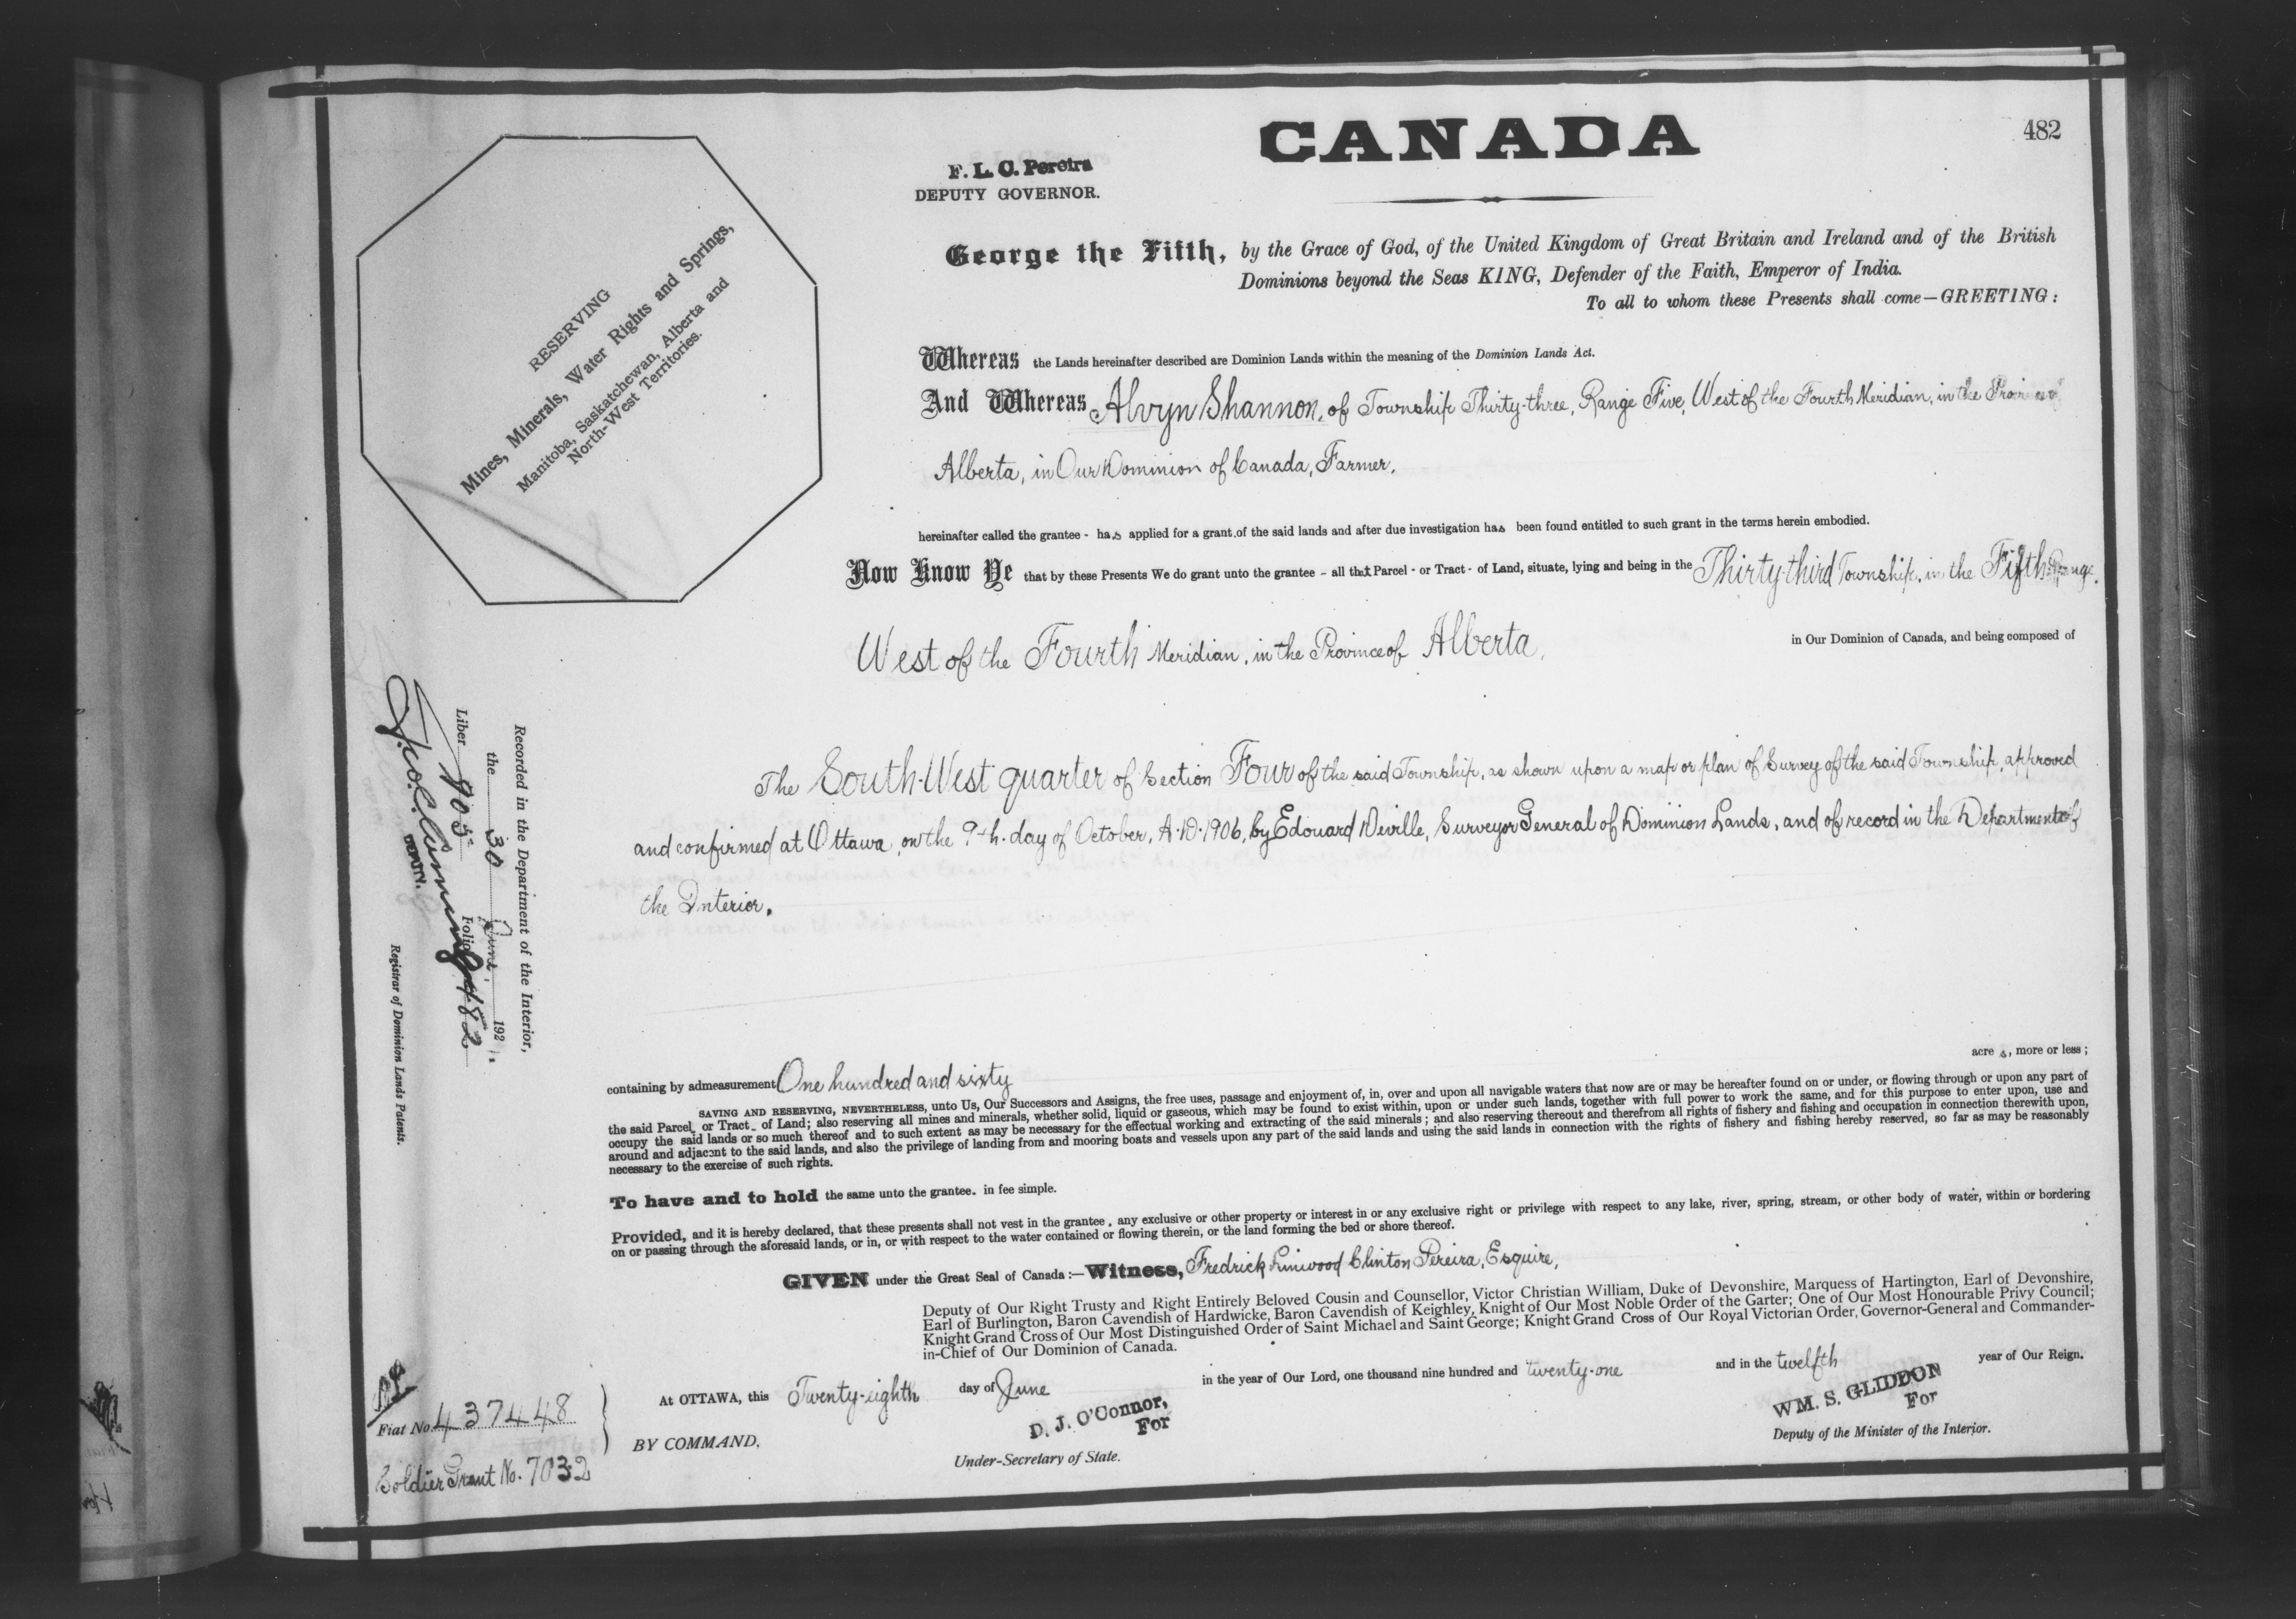 CANADA
482
F. L. C. Pereira
DEPUTY GOVERNOR.
George the Fifth, by the Grace of God, of the United Kingdom of Great Britain and Ireland and of the British
Dominions beyond the Seas KING, Defender of the Faith, Emperor of India.
To all to whom these Presents shall come—GREETING:
RESERVING
Mines, Minerals, Water Rights and Springs,
Manitoba, Saskatchewan, Alberta and
North-West Territories.
Whereas the Lands hereinafter described are Dominion Lands within the meaning of the Dominion Lands Act.
And Whereas Alvyn Shannon, of Township Thirty-three, Range Five, West of the Fourth Meridian, in the Province of
Alberta, in Our Dominion of Canada, Farmer,
hereinafter called the grantee - has applied for a grant of the said lands and after due investigation has been found entitled to such grant in the terms herein embodied.
Now Know Ye that by these Presents We do grant unto the grantee - all that Parcel - or Tract - of Land, situate, lying and being in the Thirty-third Township, in the Fifth Range
West of the Fourth Meridian, in the Province of Alberta, in Our Dominion of Canada, and being composed of
The South-West quarter of Section Four of the said Township, as shown upon a map or plan of Survey of the said Township, approved
and confirmed at Ottawa, on the 9th day of October, A.D. 1906, by Edouard Deville, Surveyor General of Dominion Lands, and of record in the Department of
the Interior.
Recorded in the Department of the Interior,
the 30 June, 1921.
Liber 903 Folio 482
DEPUTY.
Registrar of Dominion Lands Patents.
containing by admeasurement One hundred and sixty acres, more or less;
SAVING AND RESERVING, NEVERTHELESS, unto Us, Our Successors and Assigns, the free uses, passage and enjoyment of, in, over and upon all navigable waters that now are or may be hereafter found on or under, or flowing through or upon any part of
the said Parcel - or Tract - of Land; also reserving all mines and minerals, whether solid, liquid or gaseous, which may be found to exist within, upon or under such lands, together with full power to work the same, and for this purpose to enter upon, use and
occupy the said lands or so much thereof and to such extent as may be necessary for the effectual working and extracting of the said minerals; and also reserving thereout and therefrom all rights of fishery and fishing and occupation in connection therewith upon,
around and adjacent to the said lands, and also the privilege of landing from and mooring boats and vessels upon any part of the said lands and using the said lands in connection with the rights of fishery and fishing hereby reserved, so far as may be reasonably
necessary to the exercise of such rights.
To have and to hold the same unto the grantee. in fee simple.
Provided, and it is hereby declared, that these presents shall not vest in the grantee, any exclusive or other property or interest in or any exclusive right or privilege with respect to any lake, river, spring, stream, or other body of water, within or bordering
on or passing through the aforesaid lands, or in, or with respect to the water contained or flowing therein, or the land forming the bed or shore thereof.
GIVEN under the Great Seal of Canada:—Witness, Fredrick Linwood Clinton Pereira, Esquire,
Deputy of Our Right Trusty and Right Entirely Beloved Cousin and Counsellor, Victor Christian William, Duke of Devonshire, Marquess of Hartington, Earl of Devonshire,
Earl of Burlington, Baron Cavendish of Hardwicke, Baron Cavendish of Keighley, Knight of Our Most Noble Order of the Garter; One of Our Most Honourable Privy Council;
Knight Grand Cross of Our Most Distinguished Order of Saint Michael and Saint George; Knight Grand Cross of Our Royal Victorian Order, Governor-General and Commander-
in-Chief of Our Dominion of Canada.
At OTTAWA, this Twenty-eighth day of June in the year of Our Lord, one thousand nine hundred and twenty-one and in the twelfth year of Our Reign.
Fiat No. 437448
BY COMMAND,
D. J. O'Connor,
For
Under-Secretary of State.
WM. S. GLIDDON
For
Deputy of the Minister of the Interior.
Soldier Grant No. 7032